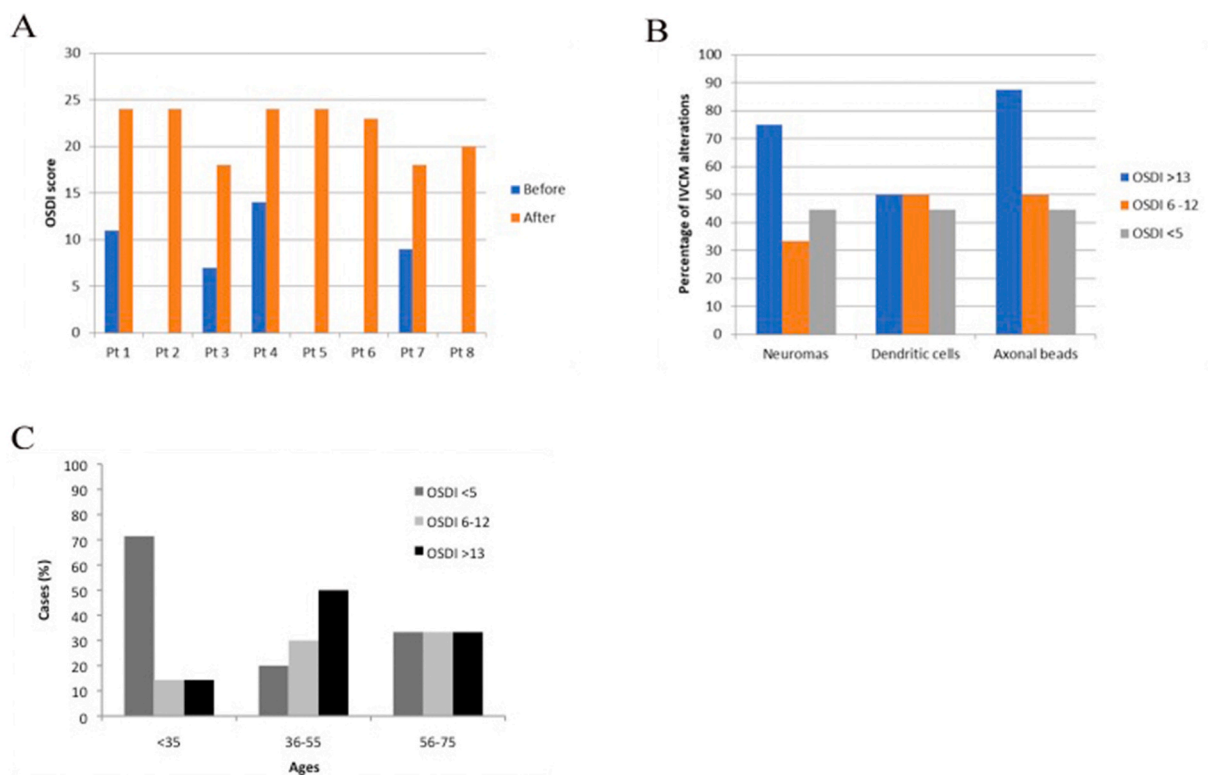 A
OSDI score
30
25
20
15
10
5
0
Pt 1 Pt 2 Pt 3 Pt 4 Pt 5 Pt 6 Pt 7 Pt 8
Before
After
B
Percentage of IVCM alterations
100
90
80
70
60
50
40
30
20
10
0
Neuromas Dendritic cells Axonal beads
OSDI >13
OSDI 6 -12
OSDI <5
C
Cases (%)
100
90
80
70
60
50
40
30
20
10
0
<35 36-55 56-75
Ages
OSDI <5
OSDI 6-12
OSDI >13